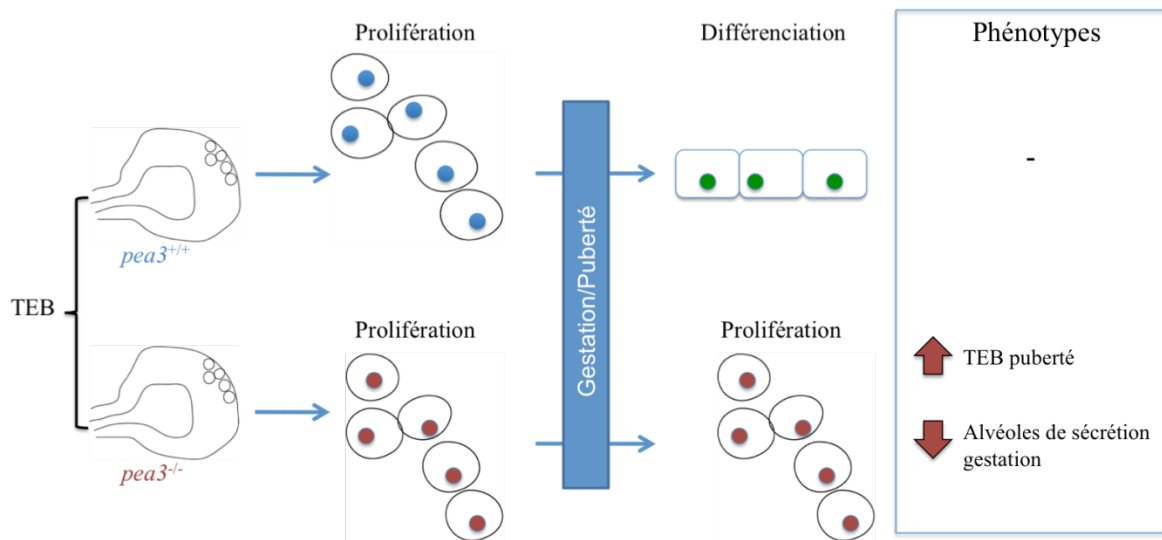 Prolifération
Différenciation
Phénotypes
-
pea3+/+
TEB
Gestation/Puberté
Prolifération
Prolifération
TEB puberté
Alvéoles de sécrétion
gestation
pea3-/-